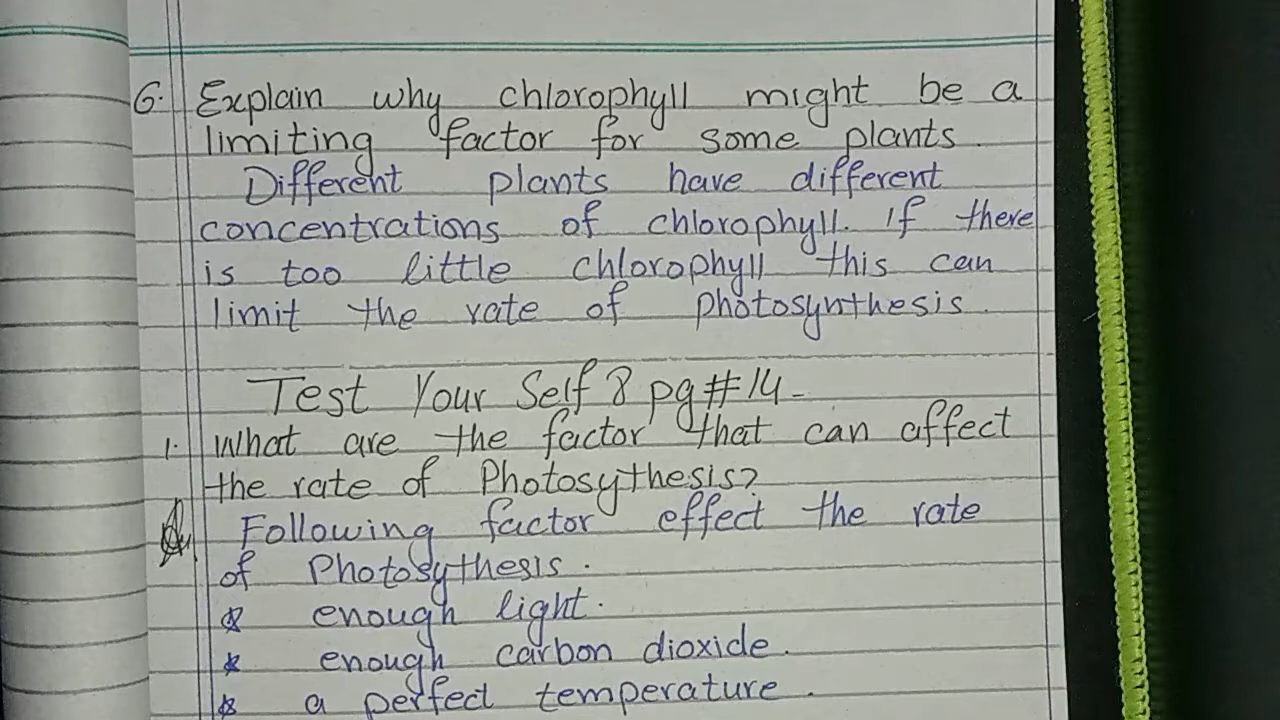 6. Explain why chlorophyll might be a
limiting factor for some plants.
Different plants have different
concentrations of chlorophyll. If there
is too little chlorophyll this can
limit the rate of photosynthesis.
Test Your Self 8 pg#14-
1. What are the factor that can affect
the rate of Photosythesis?
Following factor effect the rate
of Photosythesis.
* enough light.
* enough carbon dioxide.
* a perfect temperature.